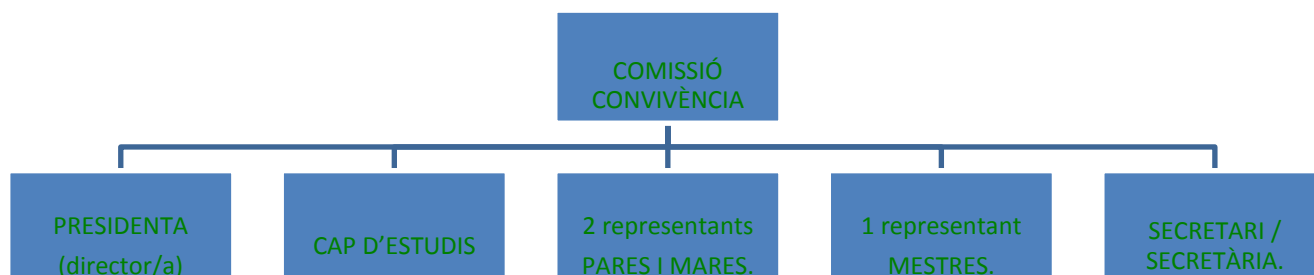 COMISSIÓ
CONVIVÈNCIA
PRESIDENTA
(director/a)
CAP D’ESTUDIS
2 representants
PARES I MARES.
1 representant
MESTRES.
SECRETARI /
SECRETÀRIA.